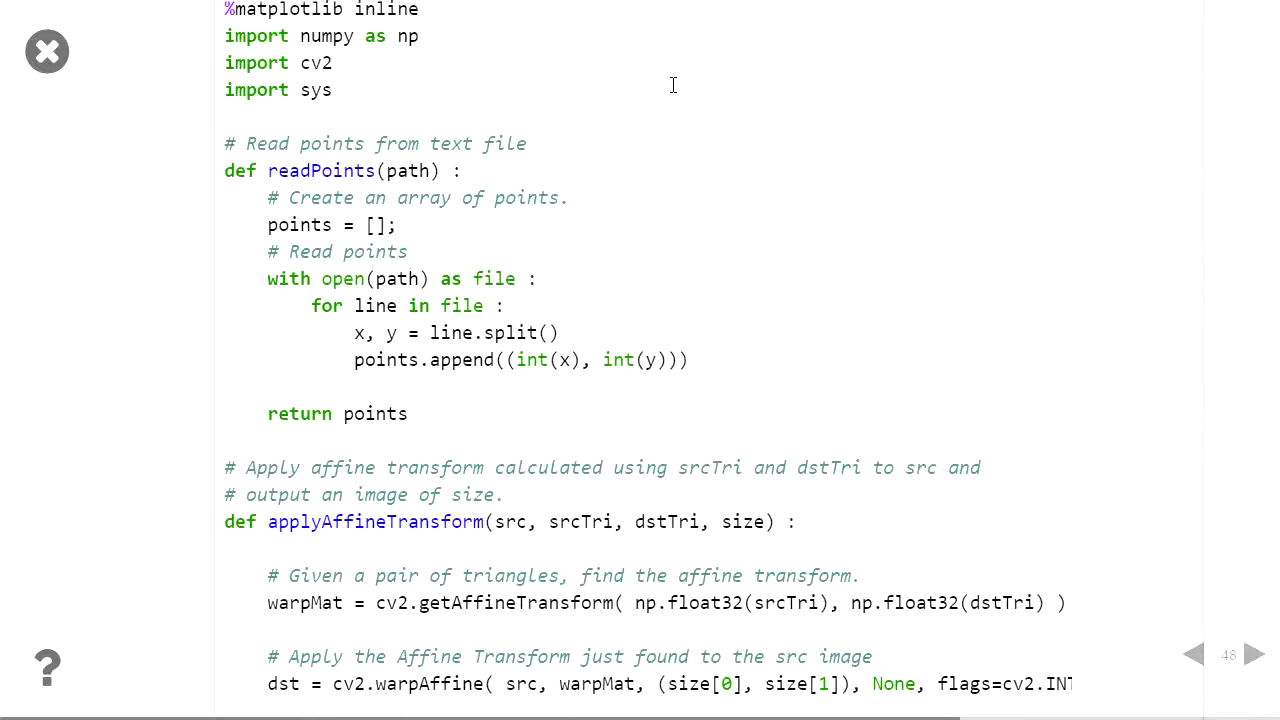 %matplotlib inline
import numpy as np
import cv2
import sys
# Read points from text file
def readPoints(path) :
    # Create an array of points.
    points = [];
    # Read points
    with open(path) as file :
        for line in file :
            x, y = line.split()
            points.append((int(x), int(y)))
    return points
# Apply affine transform calculated using srcTri and dstTri to src and
# output an image of size.
def applyAffineTransform(src, srcTri, dstTri, size) :
    # Given a pair of triangles, find the affine transform.
    warpMat = cv2.getAffineTransform( np.float32(srcTri), np.float32(dstTri) )
    # Apply the Affine Transform just found to the src image
    dst = cv2.warpAffine( src, warpMat, (size[0], size[1]), None, flags=cv2.INT
?
48